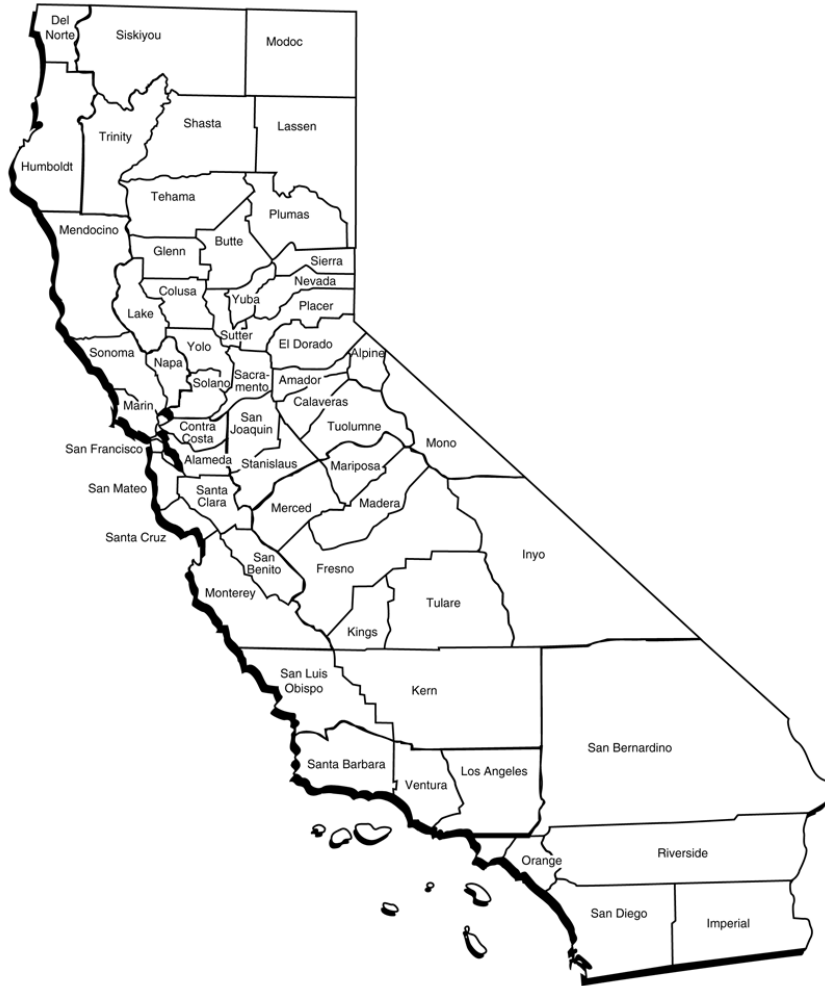 Del
Norte
Siskiyou
Modoc
Shasta
Lassen
Trinity
Humboldt
Tehama
Plumas
Mendocino
Butte
Glenn
Sierra
Nevada
Colusa
Yuba
Placer
Lake
Sutter
El Dorado
Yolo
Sonoma
Alpine
Napa
Sacra-
mento
Solano
Amador
Calaveras
Marin
San
Joaquin
Contra
Costa
Tuolumne
Mono
San Francisco
Alameda
Stanislaus
Mariposa
San Mateo
Santa
Clara
Merced
Madera
Santa Cruz
San
Benito
Fresno
Inyo
Monterey
Tulare
Kings
San Luis
Obispo
Kern
San Bernardino
Santa Barbara
Los Angeles
Ventura
Orange
Riverside
San Diego
Imperial